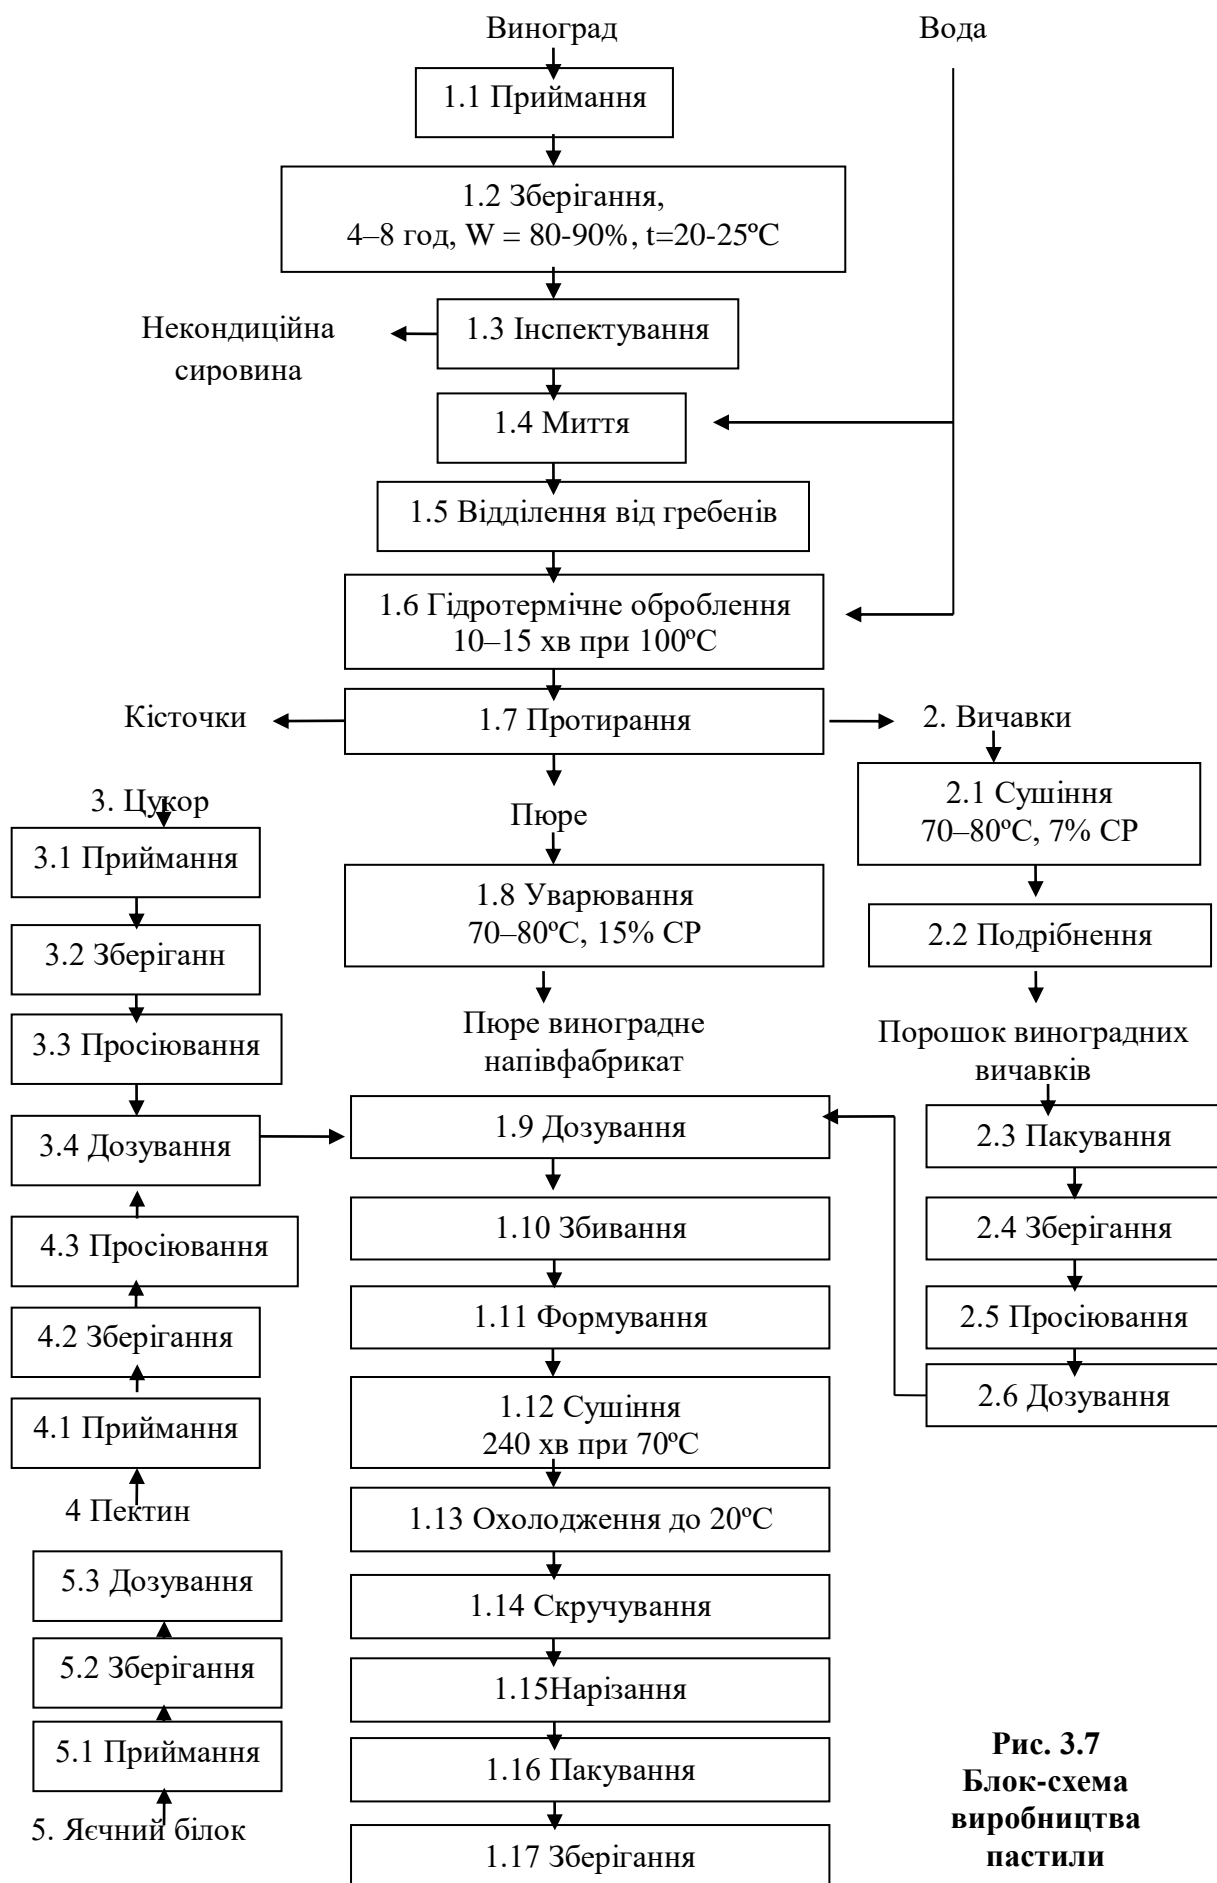 Виноград
Вода
1.1 Приймання
1.2 Зберігання,
4–8 год, W = 80-90%, t=20-25ºC
Некондиційна
сировина
1.3 Інспектування
1.4 Миття
1.5 Відділення від гребенів
1.6 Гідротермічне оброблення
10–15 хв при 100ºС
Кісточки
1.7 Протирання
2. Вичавки
3. Цукор
Пюре
2.1 Сушіння
70–80ºС, 7% СР
3.1 Приймання
1.8 Уварювання
70–80ºС, 15% СР
2.2 Подрібнення
3.2 Зберіганн
3.3 Просіювання
Пюре виноградне
напівфабрикат
Порошок виноградних
вичавків
3.4 Дозування
1.9 Дозування
2.3 Пакування
4.3 Просіювання
1.10 Збивання
2.4 Зберігання
4.2 Зберігання
1.11 Формування
2.5 Просіювання
4.1 Приймання
1.12 Сушіння
240 хв при 70ºС
2.6 Дозування
4 Пектин
1.13 Охолодження до 20ºС
5.3 Дозування
1.14 Скручування
5.2 Зберігання
1.15Нарізання
5.1 Приймання
1.16 Пакування
5. Яєчний білок
1.17 Зберігання
Рис. 3.7
Блок-схема
виробництва
пастили